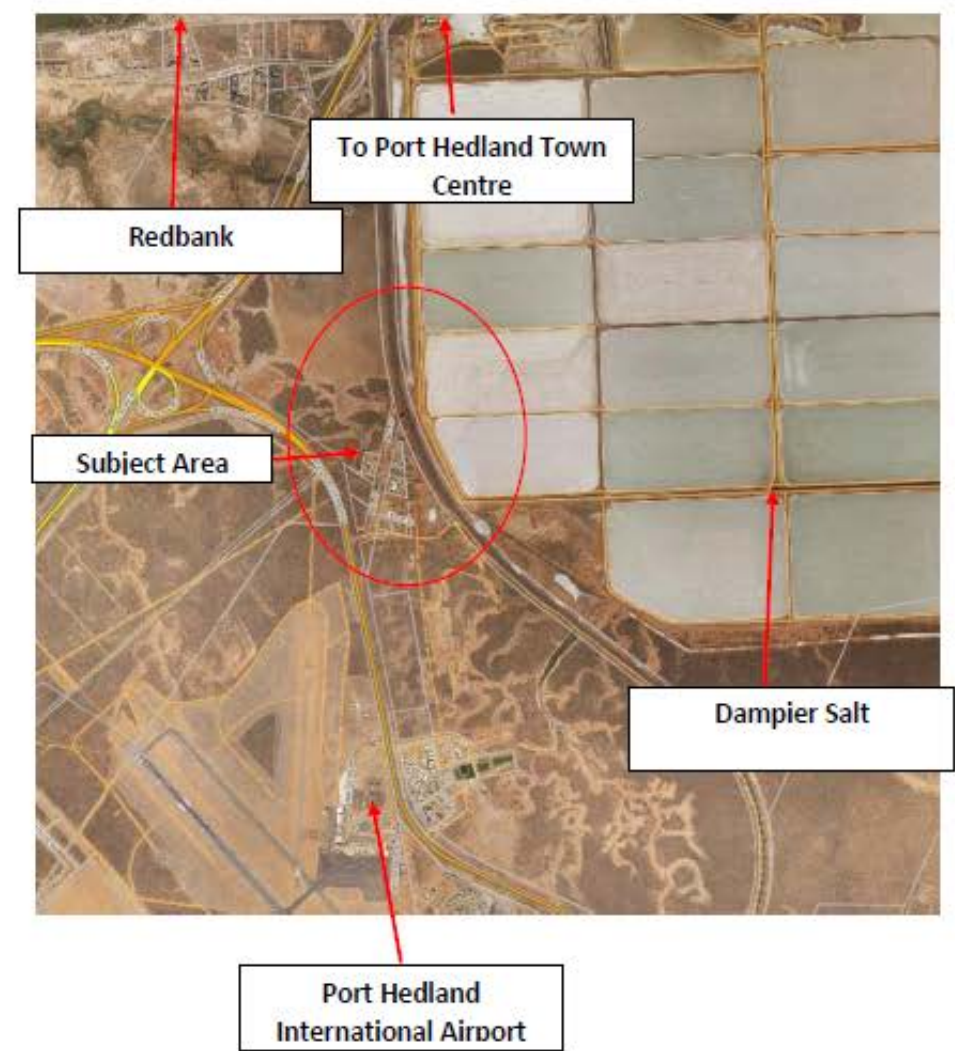 To Port Hedland Town
Centre
Redbank
Subject Area
Dampier Salt
Port Hedland
International Airport